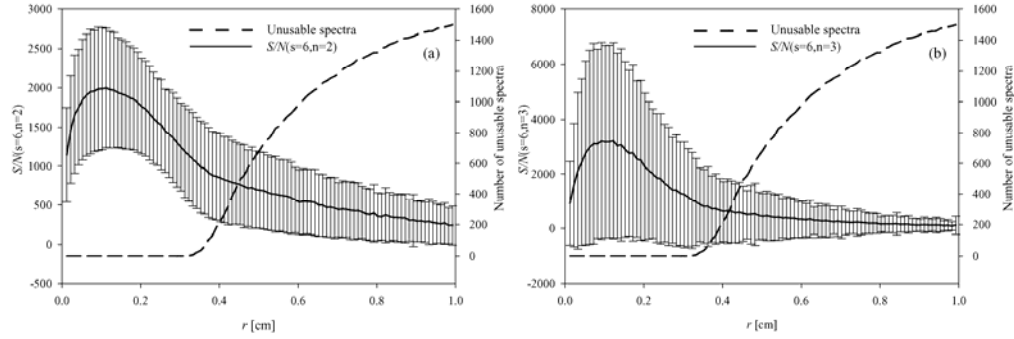 Unusable spectra
S/N(s=6,n=2)
(a)
3000
2500
2000
1500
1000
500
0
-500
S/N(s=6,n=2)
1600
1400
1200
1000
800
600
400
200
0
Number of unusable spectra
0.0 0.2 0.4 0.6 0.8 1.0
r [cm]
Unusable spectra
S/N(s=6,n=3)
(b)
8000
6000
4000
2000
0
-2000
S/N(s=6,n=3)
1600
1400
1200
1000
800
600
400
200
0
Number of unusable spectra
0.0 0.2 0.4 0.6 0.8 1.0
r [cm]